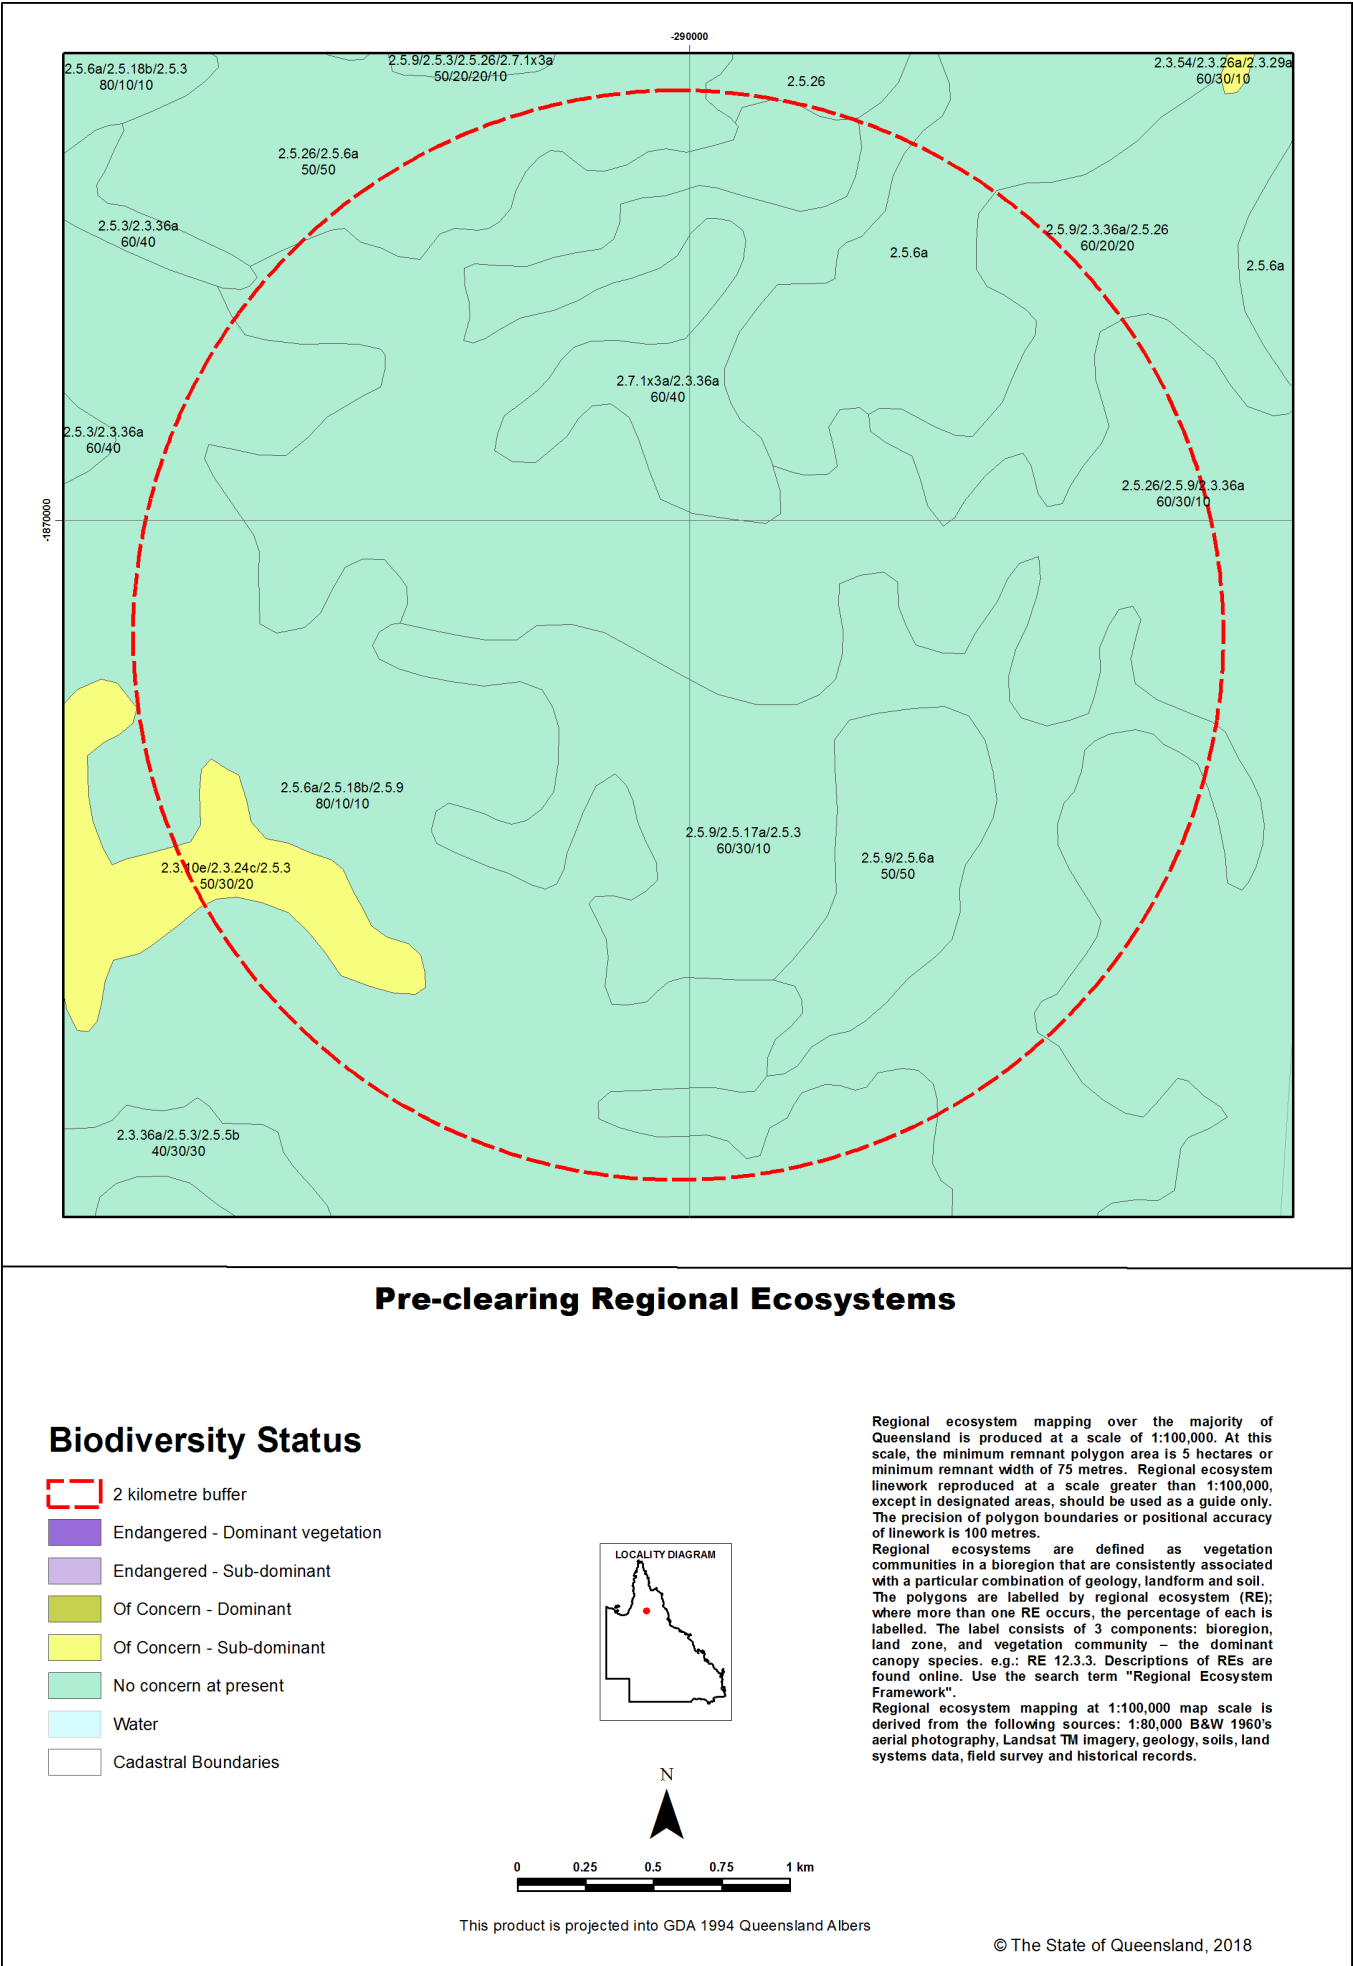 -290000
2.5.6a/2.5.18b/2.5.3
80/10/10
2.5.9/2.5.3/2.5.26/2.7.1x3a
50/20/20/10
2.5.26
2.3.54/2.3.26a/2.3.29a
60/30/10
2.5.26/2.5.6a
50/50
2.5.3/2.3.36a
60/40
2.5.9/2.3.36a/2.5.26
60/20/20
2.5.6a
2.5.6a
2.7.1x3a/2.3.36a
60/40
2.5.3/2.3.36a
60/40
2.5.26/2.5.9/2.3.36a
60/30/10
-1870000
2.5.6a/2.5.18b/2.5.9
80/10/10
2.5.9/2.5.17a/2.5.3
60/30/10
2.5.9/2.5.6a
50/50
2.3.10e/2.3.24c/2.5.3
50/30/20
2.3.36a/2.5.3/2.5.5b
40/30/30
Pre-clearing Regional Ecosystems
Biodiversity Status
2 kilometre buffer
Endangered - Dominant vegetation
Endangered - Sub-dominant
Of Concern - Dominant
Of Concern - Sub-dominant
No concern at present
Water
Cadastral Boundaries
LOCALITY DIAGRAM
N
0 0.25 0.5 0.75 1 km
This product is projected into GDA 1994 Queensland Albers
Regional ecosystem mapping over the majority of
Queensland is produced at a scale of 1:100,000. At this
scale, the minimum remnant polygon area is 5 hectares or
minimum remnant width of 75 metres. Regional ecosystem
linework reproduced at a scale greater than 1:100,000,
except in designated areas, should be used as a guide only.
The precision of polygon boundaries or positional accuracy
of linework is 100 metres.
Regional ecosystems are defined as vegetation
communities in a bioregion that are consistently associated
with a particular combination of geology, landform and soil.
The polygons are labelled by regional ecosystem (RE);
where more than one RE occurs, the percentage of each is
labelled. The label consists of 3 components: bioregion,
land zone, and vegetation community – the dominant
canopy species. e.g.: RE 12.3.3. Descriptions of REs are
found online. Use the search term "Regional Ecosystem
Framework".
Regional ecosystem mapping at 1:100,000 map scale is
derived from the following sources: 1:80,000 B&W 1960's
aerial photography, Landsat TM imagery, geology, soils, land
systems data, field survey and historical records.
© The State of Queensland, 2018